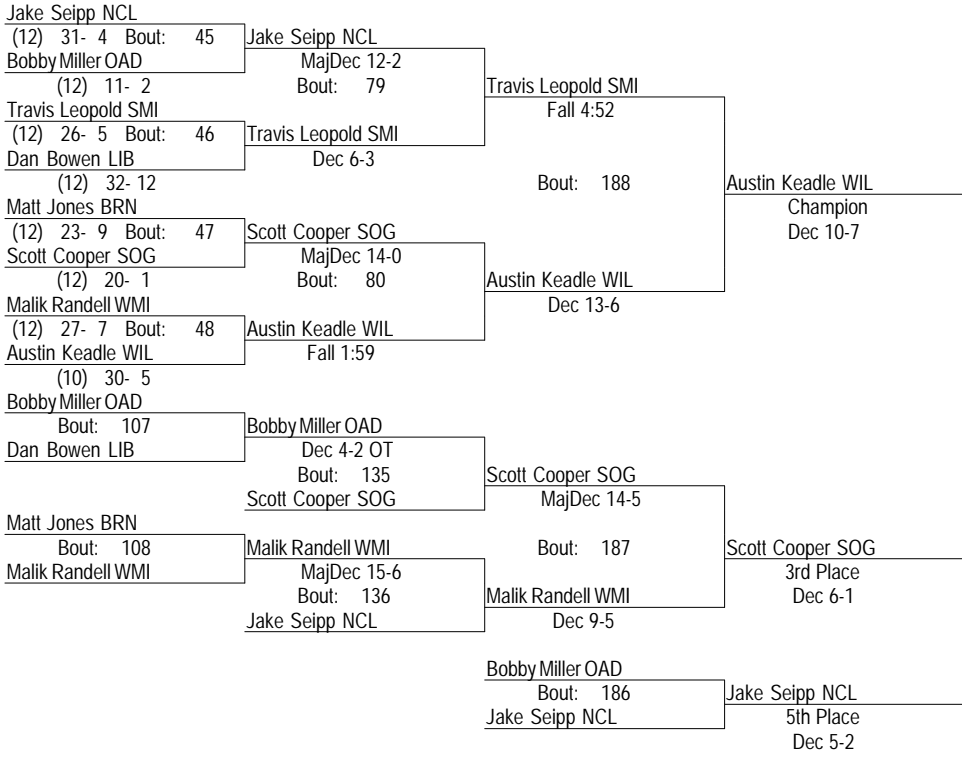 Jake Seipp NCL
(12) 31- 4 Bout: 45 Jake Seipp NCL
Bobby Miller OAD MajDec 12-2
(12) 11- 2 Bout: 79 Travis Leopold SMI
Travis Leopold SMI Fall 4:52
(12) 26- 5 Bout: 46 Travis Leopold SMI
Dan Bowen LIB Dec 6-3
(12) 32- 12 Bout: 188 Austin Keadle WIL
Matt Jones BRN Champion
(12) 23- 9 Bout: 47 Scott Cooper SOG Dec 10-7
Scott Cooper SOG MajDec 14-0
(12) 20- 1 Bout: 80 Austin Keadle WIL
Malik Randell WMI Dec 13-6
(12) 27- 7 Bout: 48 Austin Keadle WIL
Austin Keadle WIL Fall 1:59
(10) 30- 5
Bobby Miller OAD
Bout: 107 Bobby Miller OAD
Dan Bowen LIB Dec 4-2 OT
Bout: 135 Scott Cooper SOG
Scott Cooper SOG MajDec 14-5
Matt Jones BRN
Bout: 108 Malik Randell WMI Bout: 187 Scott Cooper SOG
Malik Randell WMI MajDec 15-6 3rd Place
Bout: 136 Malik Randell WMI Dec 6-1
Jake Seipp NCL Dec 9-5
Bobby Miller OAD
Bout: 186 Jake Seipp NCL
Jake Seipp NCL 5th Place
Dec 5-2